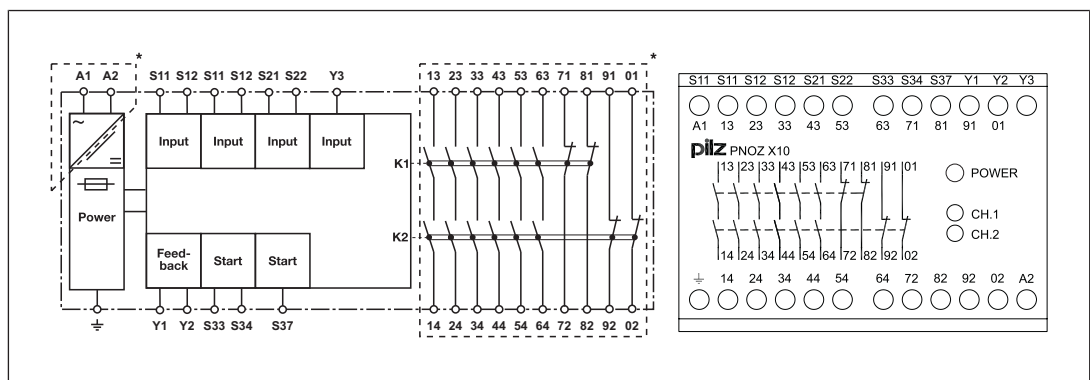 *
*
A1 A2 S11 S12 S11 S12 S21 S22 Y3 13 23 33 43 53 63 71 81 91 01
~
=
Input Input Input Input
K1
Power
K2
Feed-
back
Start Start
Y1 Y2 S33 S34 S37 14 24 34 44 54 64 72 82 92 02
S11 S11 S12 S12 S21 S22 S33 S34 S37 Y1 Y2 Y3
A1 13 23 33 43 53 63 71 81 91 01
pilz PNOZ X10
13 23 33 43 53 63 71 81 91 01
POWER
CH.1
CH.2
14 24 34 44 54 64 72 82 92 02
14 24 34 44 54 64 72 82 92 02 A2